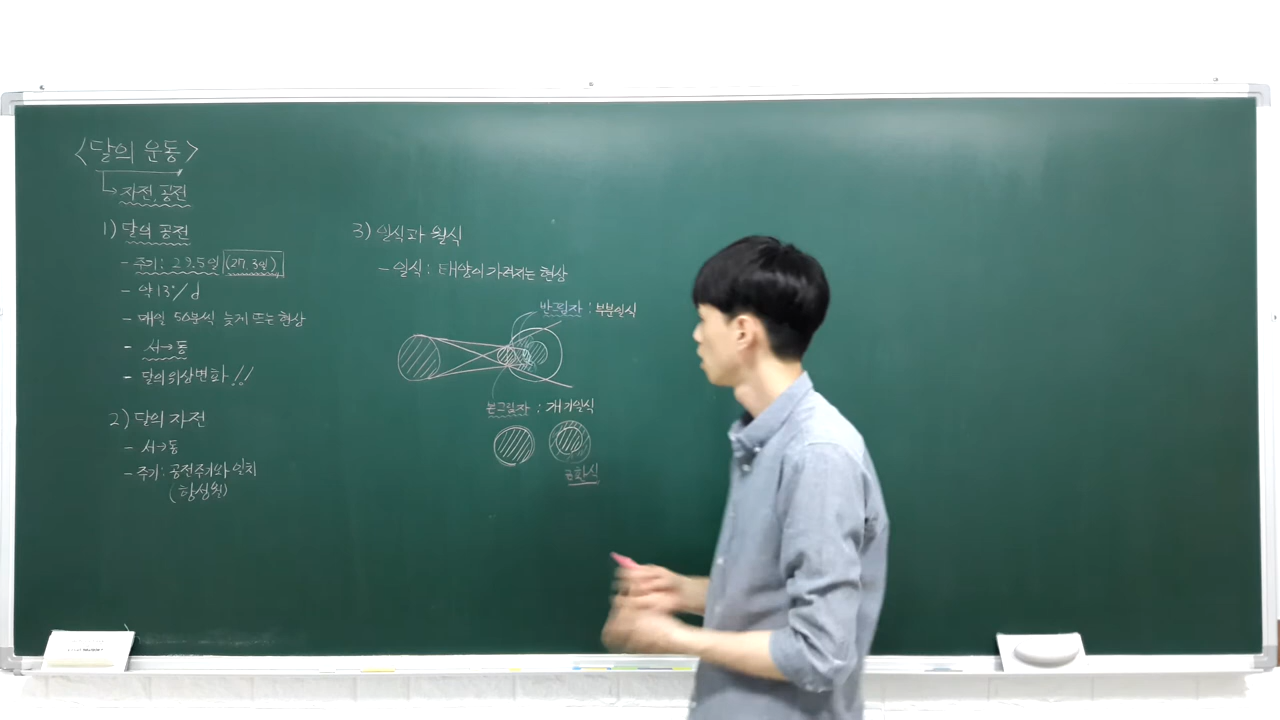 <달의 운동>
↳ 자전, 공전
1) 달의 공전
- 주기: 29.5일 (27.3일)
- 약 13°/d
- 매일 50분씩 늦게 뜨는 현상
- 서→동
- 달의 위상변화!!
2) 달의 자전
- 서→동
- 주기: 공전주기와 일치
(항성월)
3) 일식과 월식
- 일식: 태양이 가려지는 현상
반그림자: 부분일식
본그림자: 개기일식
금환식